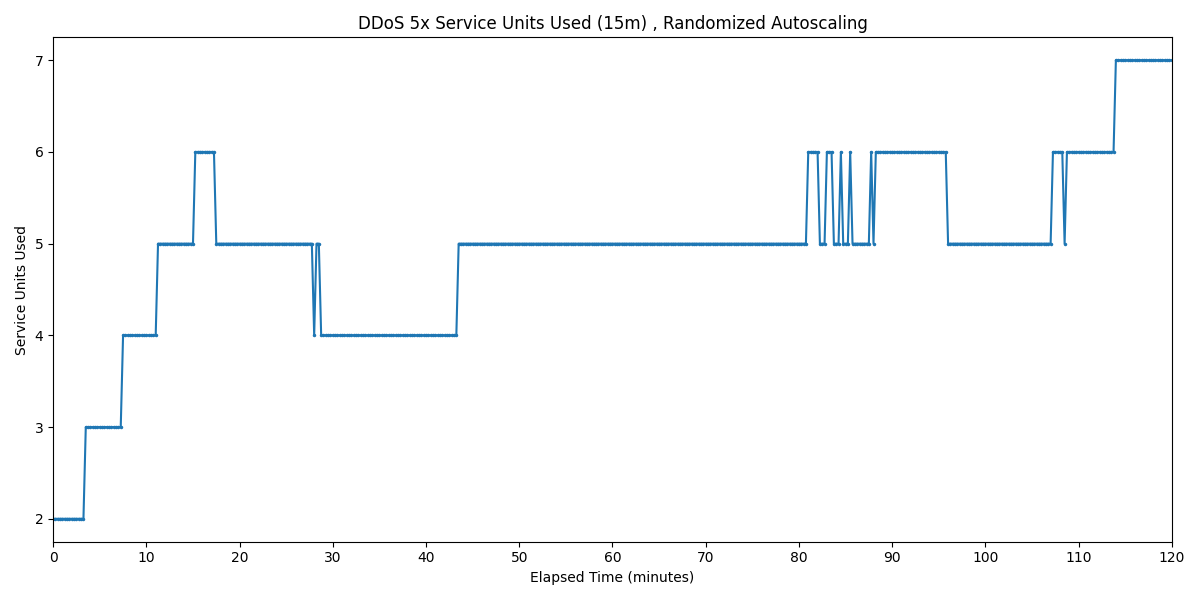 DDoS 5x Service Units Used (15m) , Randomized Autoscaling
7
6
5
4
3
2
Service Units Used
0 10 20 30 40 50 60 70 80 90 100 110 120
Elapsed Time (minutes)